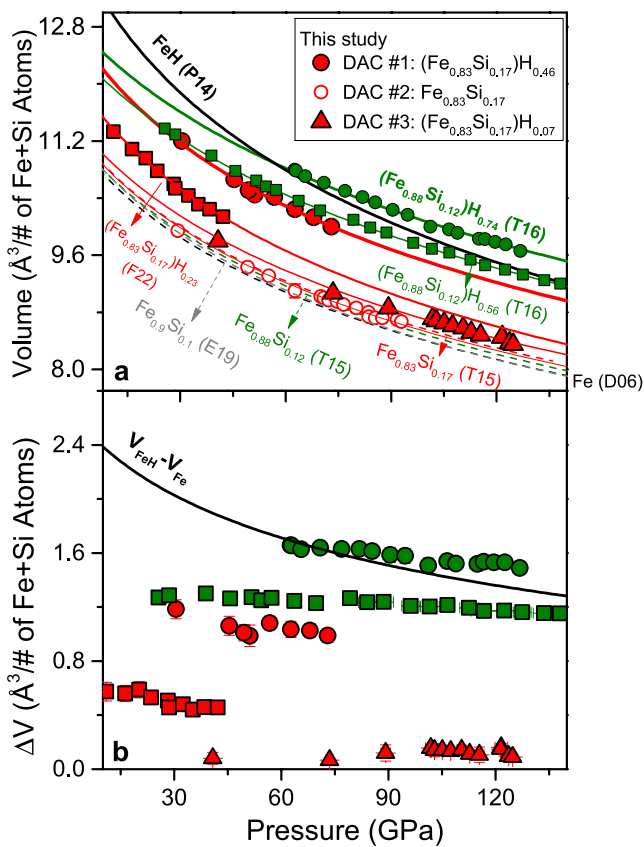 12.8
11.2
9.6
8.0
Volume (Å³/# of Fe+Si Atoms)
This study
DAC #1: (Fe₀.₈₃Si₀.₁₇)H₀.₄₆
DAC #2: Fe₀.₈₃Si₀.₁₇
DAC #3: (Fe₀.₈₃Si₀.₁₇)H₀.₀₇
FeH (P14)
(Fe₀.₈₈Si₀.₁₂)H₀.₇₄ (T16)
(Fe₀.₈₈Si₀.₁₂)H₀.₅₆ (T16)
(Fe₀.₈₃Si₀.₁₇)H₀.₂₃
(F22)
Fe₀.₉Si₀.₁ (E19)
Fe₀.₈₈Si₀.₁₂ (T15)
Fe₀.₈₃Si₀.₁₇ (T15)
Fe (D06)
a
2.4
1.6
0.8
0.0
ΔV (Å³/# of Fe+Si Atoms)
V_FeH-V_Fe
b
30
60
90
120
Pressure (GPa)